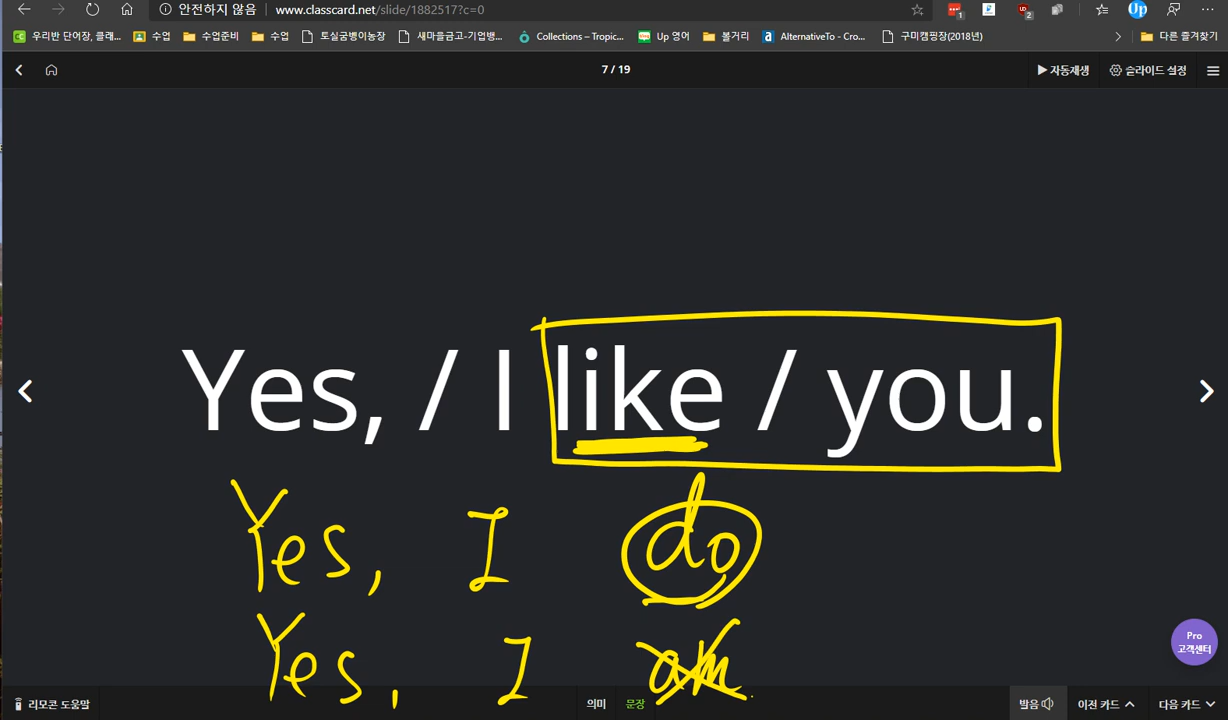 안전하지 않음 www.classcard.net/slide/1882517?c=0
우리반 단어장, 클래... 수업 수업준비 수업 토실굼벵이농장 새마을금고-기업뱅... Collections – Tropic... Up 영어 볼거리 AlternativeTo - Cro... 구미캠핑장(2018년) 다른 즐겨찾기
7 / 19 자동재생 슬라이드 설정
Yes, / I like / you.
Yes, I do
Yes, I am
Pro
고객센터
리모콘 도움말 의미 문장 발음 이전 카드 다음 카드